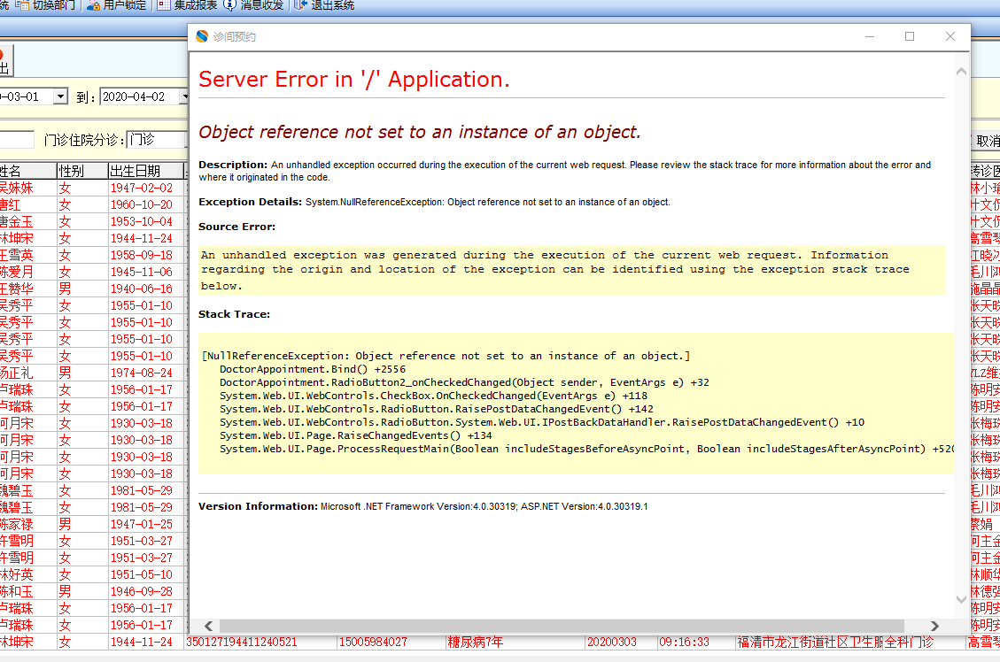 统 切换部门 用户锁定 集成报表 消息收发 退出系统
诊间预约
出
-03-01 到: 2020-04-02
门诊住院分诊: 门诊 取消
姓名 性别 出生日期 转诊医
Server Error in '/' Application.
Object reference not set to an instance of an object.
Description: An unhandled exception occurred during the execution of the current web request. Please review the stack trace for more information about the error and
where it originated in the code.
Exception Details: System.NullReferenceException: Object reference not set to an instance of an object.
Source Error:
An unhandled exception was generated during the execution of the current web request. Information
regarding the origin and location of the exception can be identified using the exception stack trace
below.
Stack Trace:
[NullReferenceException: Object reference not set to an instance of an object.]
DoctorAppointment.Bind() +2556
DoctorAppointment.RadioButton2_onCheckedChanged(Object sender, EventArgs e) +32
System.Web.UI.WebControls.CheckBox.OnCheckedChanged(EventArgs e) +118
System.Web.UI.WebControls.RadioButton.RaisePostDataChangedEvent() +142
System.Web.UI.WebControls.RadioButton.System.Web.UI.IPostBackDataHandler.RaisePostDataChangedEvent() +10
System.Web.UI.Page.RaiseChangedEvents() +134
System.Web.UI.Page.ProcessRequestMain(Boolean includeStagesBeforeAsyncPoint, Boolean includeStagesAfterAsyncPoint) +520
Version Information: Microsoft .NET Framework Version:4.0.30319; ASP.NET Version:4.0.30319.1
吴妹妹 女 1947-02-02 林小瑜
唐红 女 1960-10-20 叶文
唐金玉 女 1953-10-04 叶文
林坤宋 女 1944-11-24 高雪琴
王雪英 女 1958-09-18 江晓
陈爱月 女 1945-11-06 毛川
王赞华 男 1940-06-16 施晶晶
吴秀平 女 1955-01-10 张天
吴秀平 女 1955-01-10 张天
吴秀平 女 1955-01-10 张天
吴秀平 女 1955-01-10 张天
杨正礼 男 1974-08-24 YLZ维
卢瑞珠 女 1956-01-17 陈明安
卢瑞珠 女 1956-01-17 陈明安
何月宋 女 1930-03-18 张梅
何月宋 女 1930-03-18 张梅
何月宋 女 1930-03-18 张梅
何月宋 女 1930-03-18 张梅
魏碧玉 女 1981-05-29 毛川
魏碧玉 女 1981-05-29 毛川
陈家禄 男 1947-01-25 蔡娟
许雪明 女 1951-03-27 何主金
许雪明 女 1951-03-27 何主金
林好英 女 1951-05-10 林顺华
陈和玉 男 1946-09-28 林德强
卢瑞珠 女 1956-01-17 陈明安
卢瑞珠 女 1956-01-17 陈明安
林坤宋 女 1944-11-24 350127194411240521 15005984027 糖尿病7年 20200303 09:16:33 福清市龙江街道社区卫生服 全科门诊 高雪琴